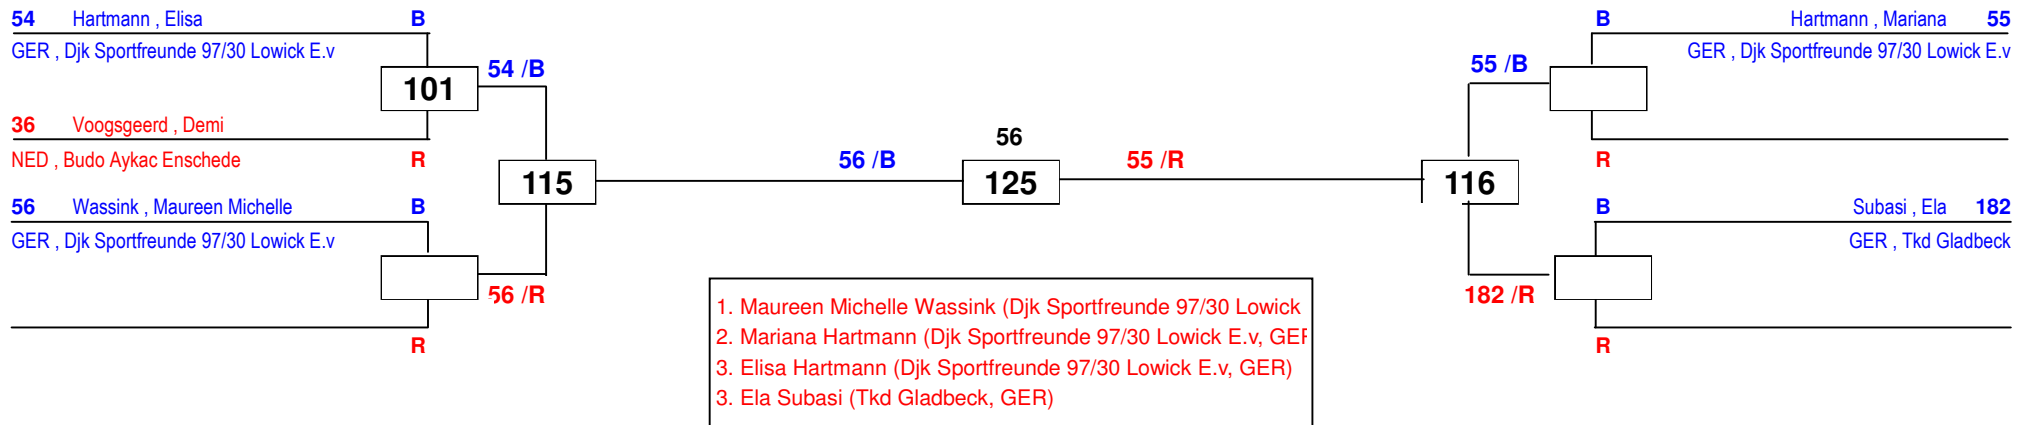 54 Hartmann , Elisa B
GER , Djk Sportfreunde 97/30 Lowick E.v
101
54 /B
36 Voogsgeerd , Demi
NED , Budo Aykac Enschede R
115
56 Wassink , Maureen Michelle B
GER , Djk Sportfreunde 97/30 Lowick E.v
56 /R
R
56 /B
56
125
55 /R
B Hartmann , Mariana 55
GER , Djk Sportfreunde 97/30 Lowick E.v
55 /B
R
116
B Subasi , Ela 182
GER , Tkd Gladbeck
182 /R
R
1. Maureen Michelle Wassink (Djk Sportfreunde 97/30 Lowick
2. Mariana Hartmann (Djk Sportfreunde 97/30 Lowick E.v, GER
3. Elisa Hartmann (Djk Sportfreunde 97/30 Lowick E.v, GER)
3. Ela Subasi (Tkd Gladbeck, GER)